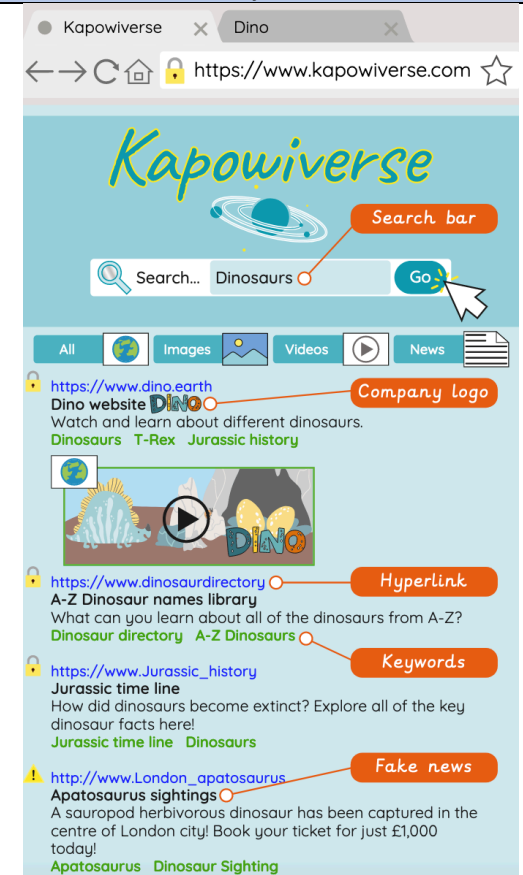 Kapowiverse
Dino
https://www.kapowiverse.com
Kapowiverse
Search bar
Search... Dinosaurs Go
All Images Videos News
https://www.dino.earth
Company logo
Dino website DINO
Watch and learn about different dinosaurs.
Dinosaurs T-Rex Jurassic history
DINO
https://www.dinosaurdirectory
Hyperlink
A-Z Dinosaur names library
What can you learn about all of the dinosaurs from A-Z?
Dinosaur directory A-Z Dinosaurs
Keywords
https://www.Jurassic_history
Jurassic time line
How did dinosaurs become extinct? Explore all of the key
dinosaur facts here!
Jurassic time line Dinosaurs
Fake news
http://www.London_apatosaurus
Apatosaurus sightings
A sauropod herbivorous dinosaur has been captured in the
centre of London city! Book your ticket for just £1,000
today!
Apatosaurus Dinosaur Sighting